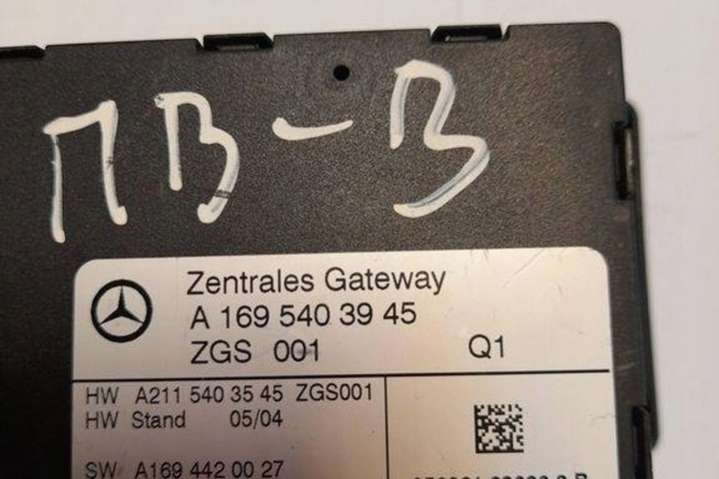 ПВ-В
Zentrales Gateway
A 169 540 39 45
ZGS 001 Q1
HW A211 540 35 45 ZGS001
HW Stand 05/04
SW A169 442 00 27